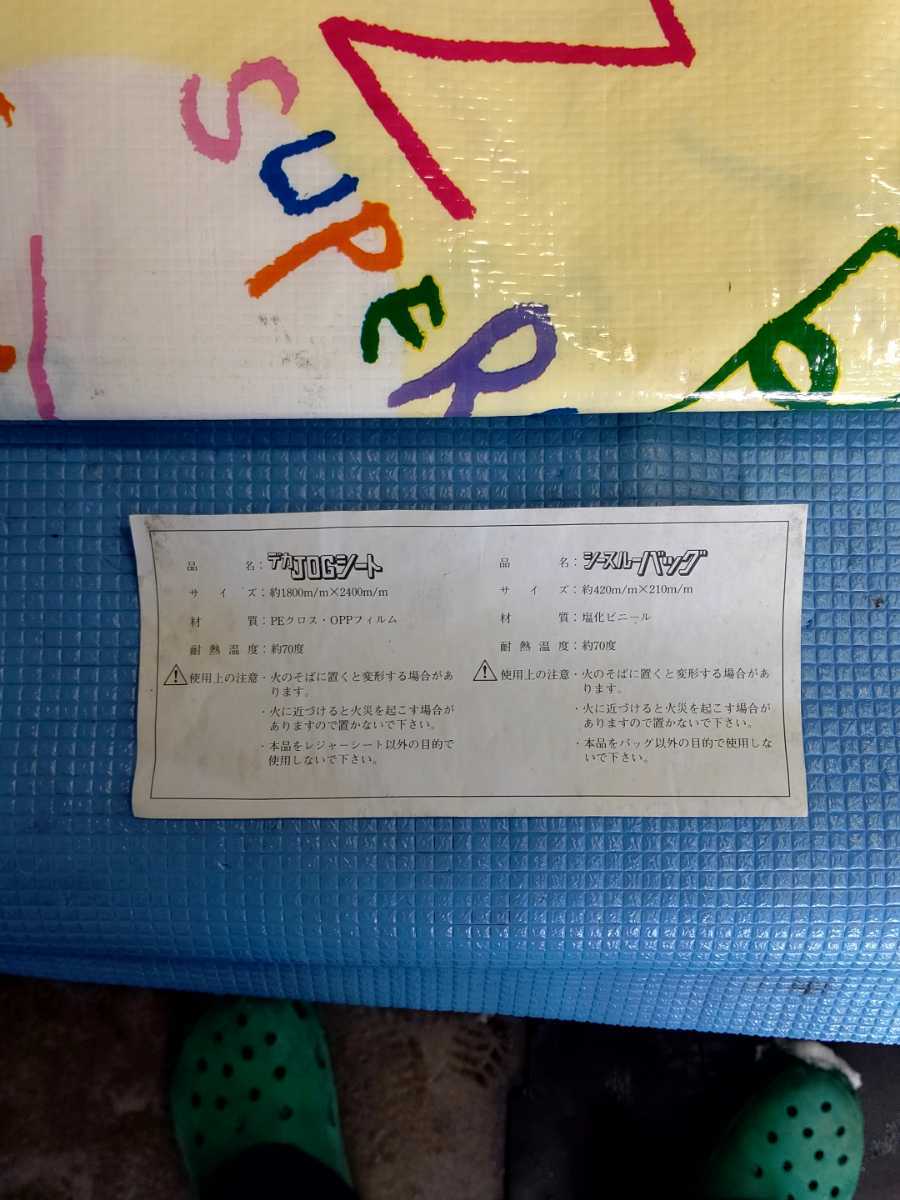 SUPER
品 名：デカJOGシート
サイズ：約1800m/m×2400m/m
材 質：PEクロス・OPPフィルム
耐熱温度：約70度
使用上の注意・火のそばに置くと変形する場合があ
ります。
・火に近づけると火災を起こす場合が
ありますので置かないで下さい。
・本品をレジャーシート以外の目的で
使用しないで下さい。
品 名：シースルーバッグ
サイズ：約420m/m×210m/m
材 質：塩化ビニール
耐熱温度：約70度
使用上の注意・火のそばに置くと変形する場合があ
ります。
・火に近づけると火災を起こす場合が
ありますので置かないで下さい。
・本品をバッグ以外の目的で使用しな
いで下さい。